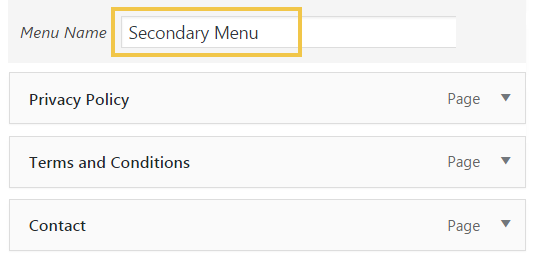 Menu Name Secondary Menu
Privacy Policy Page
Terms and Conditions Page
Contact Page